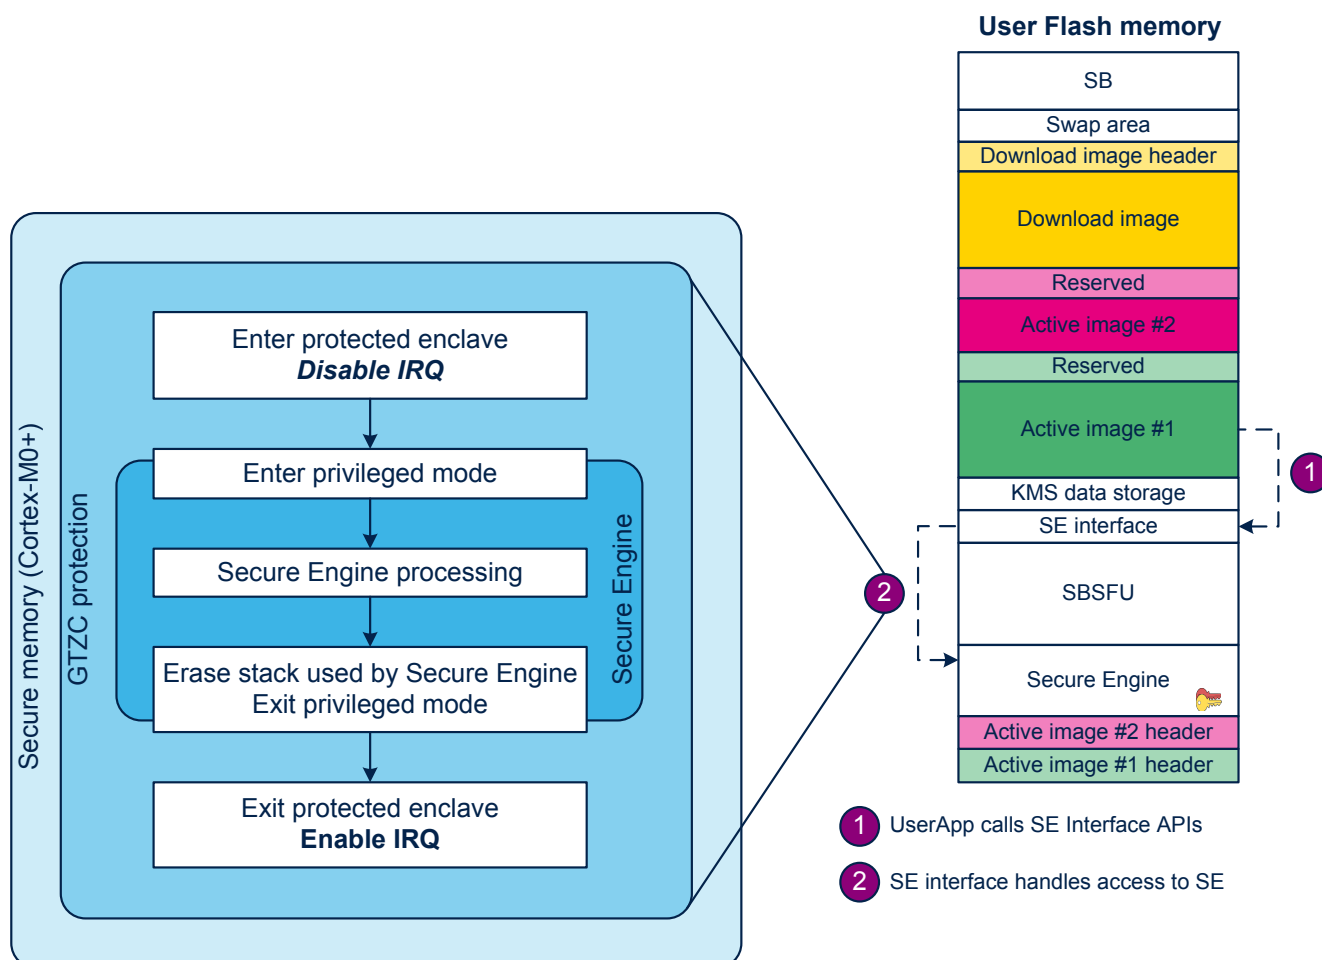 User Flash memory
SB
Swap area
Download image header
Download image
Reserved
Active image #2
Reserved
Active image #1
KMS data storage
SE interface
SBSFU
Secure Engine
Active image #2 header
Active image #1 header
1
2
1
UserApp calls SE Interface APIs
2
SE interface handles access to SE
Secure memory (Cortex-M0+)
GTZC protection
Secure Engine
Enter protected enclave
Disable IRQ
Enter privileged mode
Secure Engine processing
Erase stack used by Secure Engine
Exit privileged mode
Exit protected enclave
Enable IRQ